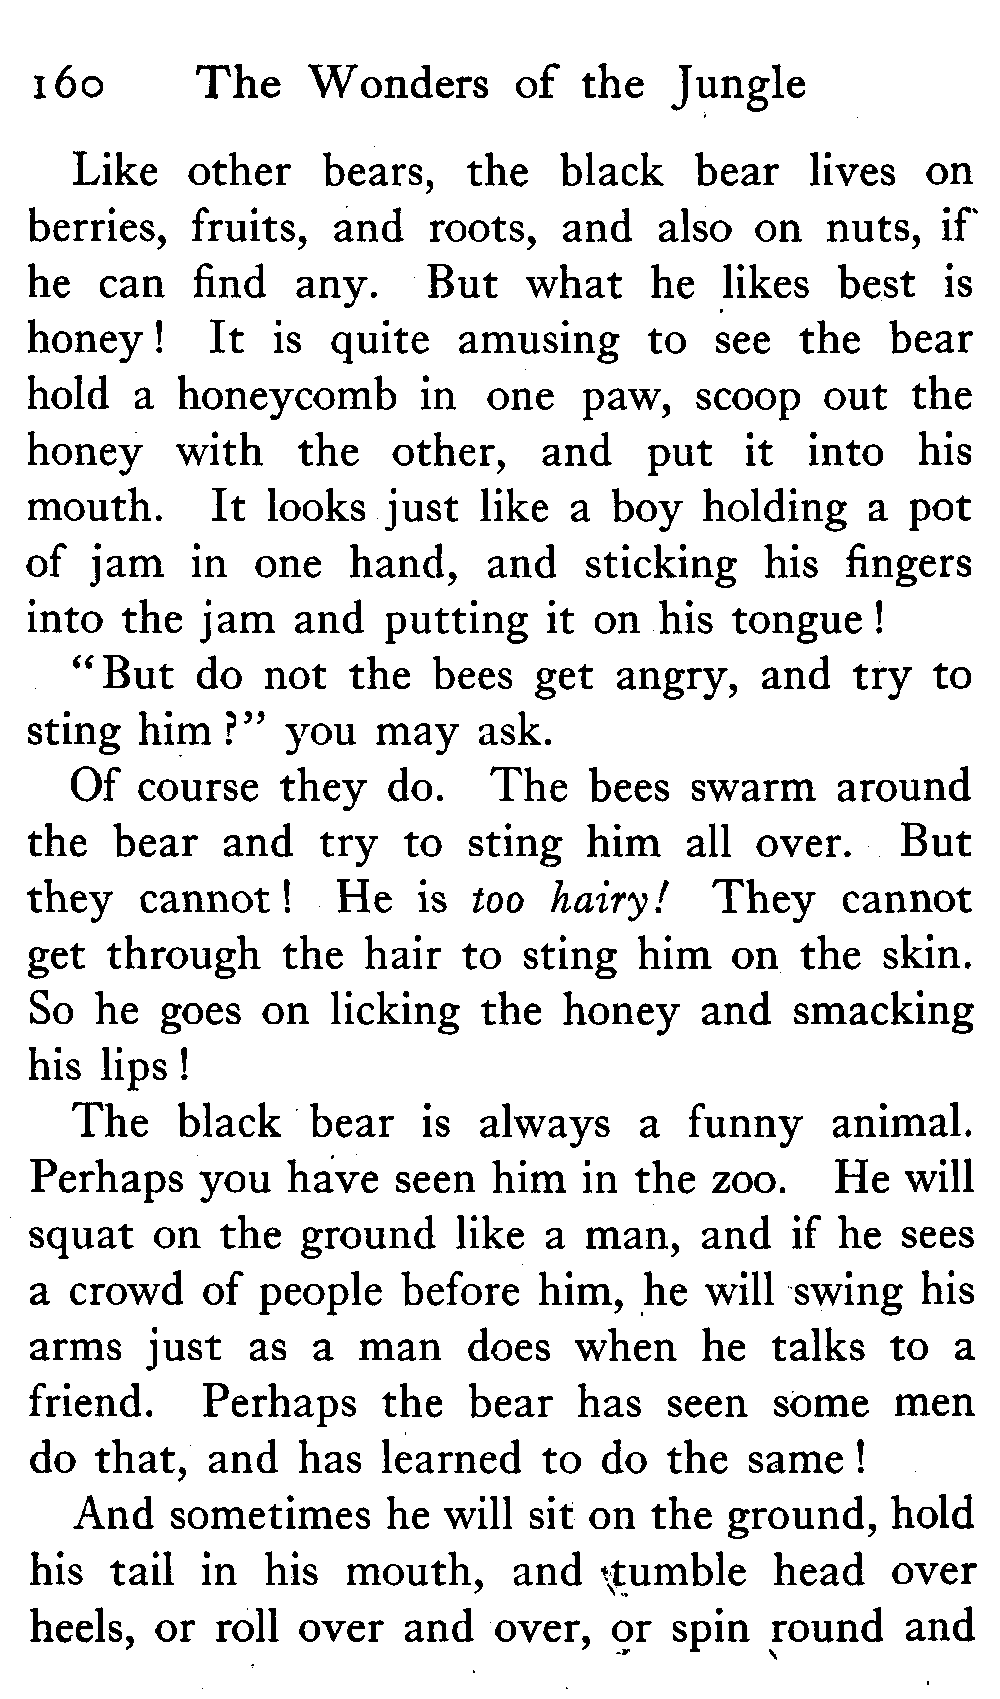 160 The Wonders of the Jungle
Like other bears, the black bear lives on
berries, fruits, and roots, and also on nuts, if
he can find any. But what he likes best is
honey! It is quite amusing to see the bear
hold a honeycomb in one paw, scoop out the
honey with the other, and put it into his
mouth. It looks just like a boy holding a pot
of jam in one hand, and sticking his fingers
into the jam and putting it on his tongue!
"But do not the bees get angry, and try to
sting him?" you may ask.
Of course they do. The bees swarm around
the bear and try to sting him all over. But
they cannot! He is too hairy! They cannot
get through the hair to sting him on the skin.
So he goes on licking the honey and smacking
his lips!
The black bear is always a funny animal.
Perhaps you have seen him in the zoo. He will
squat on the ground like a man, and if he sees
a crowd of people before him, he will swing his
arms just as a man does when he talks to a
friend. Perhaps the bear has seen some men
do that, and has learned to do the same!
And sometimes he will sit on the ground, hold
his tail in his mouth, and tumble head over
heels, or roll over and over, or spin round and